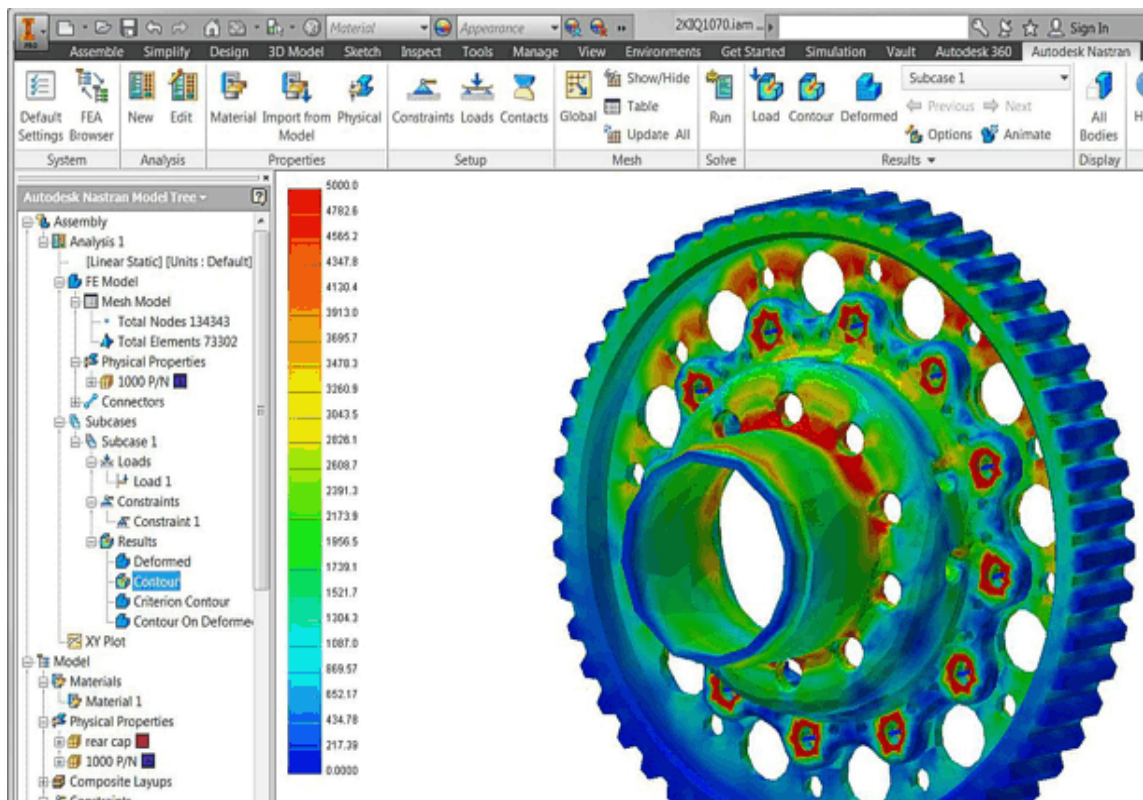 I
PRO
Material
Appearance
2KIQ1070.iam ...
Sign In
Assemble Simplify Design 3D Model Sketch Inspect Tools Manage View Environments Get Started Simulation Vault Autodesk 360 Autodesk Nastran
Default Settings
FEA Browser
New
Edit
Material
Import from Model
Physical
Constraints
Loads
Contacts
Global
Show/Hide
Table
Update All
Run
Load
Contour
Deformed
Subcase 1
Previous
Next
Options
Animate
All Bodies
System
Analysis
Properties
Setup
Mesh
Solve
Results
Display
Autodesk Nastran Model Tree
Assembly
Analysis 1
[Linear Static] [Units : Default]
FE Model
Mesh Model
Total Nodes 134343
Total Elements 73302
Physical Properties
1000 P/N
Connectors
Subcases
Subcase 1
Loads
Load 1
Constraints
Constraint 1
Results
Deformed
Contour
Criterion Contour
Contour On Deforme
XY Plot
Model
Materials
Material 1
Physical Properties
rear cap
1000 P/N
Composite Layups
5000.0
4782.6
4565.2
4347.8
4130.4
3913.0
3695.7
3478.3
3260.9
3043.5
2826.1
2608.7
2391.3
2173.9
1956.5
1739.1
1521.7
1304.3
1087.0
869.57
652.17
434.78
217.39
0.0000